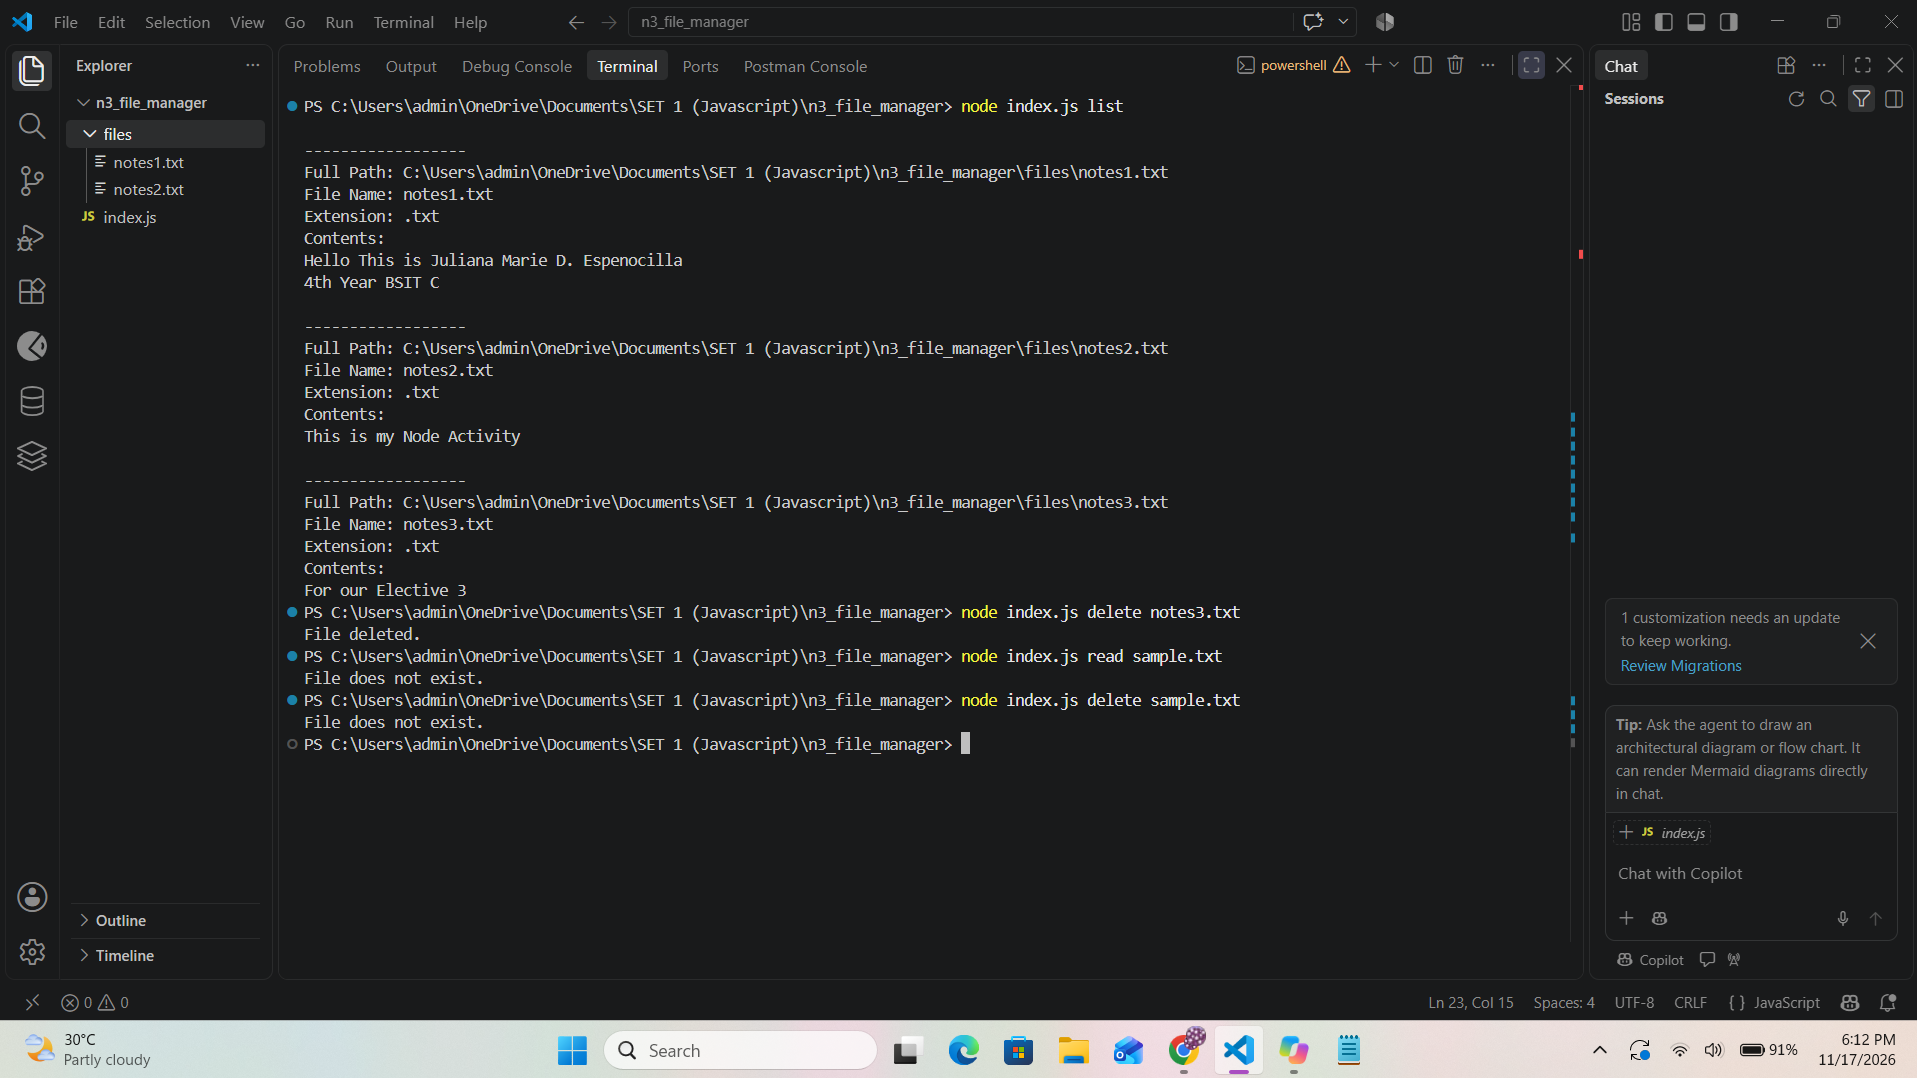 File Edit Selection View Go Run Terminal Help
n3_file_manager
Explorer
n3_file_manager
files
notes1.txt
notes2.txt
JS index.js
Outline
Timeline
Problems Output Debug Console Terminal Ports Postman Console
powershell
PS C:\Users\admin\OneDrive\Documents\SET 1 (Javascript)\n3_file_manager> node index.js list
------------------
Full Path: C:\Users\admin\OneDrive\Documents\SET 1 (Javascript)\n3_file_manager\files\notes1.txt
File Name: notes1.txt
Extension: .txt
Contents:
Hello This is Juliana Marie D. Espenocilla
4th Year BSIT C
------------------
Full Path: C:\Users\admin\OneDrive\Documents\SET 1 (Javascript)\n3_file_manager\files\notes2.txt
File Name: notes2.txt
Extension: .txt
Contents:
This is my Node Activity
------------------
Full Path: C:\Users\admin\OneDrive\Documents\SET 1 (Javascript)\n3_file_manager\files\notes3.txt
File Name: notes3.txt
Extension: .txt
Contents:
For our Elective 3
PS C:\Users\admin\OneDrive\Documents\SET 1 (Javascript)\n3_file_manager> node index.js delete notes3.txt
File deleted.
PS C:\Users\admin\OneDrive\Documents\SET 1 (Javascript)\n3_file_manager> node index.js read sample.txt
File does not exist.
PS C:\Users\admin\OneDrive\Documents\SET 1 (Javascript)\n3_file_manager> node index.js delete sample.txt
File does not exist.
PS C:\Users\admin\OneDrive\Documents\SET 1 (Javascript)\n3_file_manager>
Chat
Sessions
1 customization needs an update
to keep working.
Review Migrations
Tip: Ask the agent to draw an
architectural diagram or flow chart. It
can render Mermaid diagrams directly
in chat.
JS index.js
Chat with Copilot
Copilot
0 0
Ln 23, Col 15 Spaces: 4 UTF-8 CRLF { } JavaScript
30°C
Partly cloudy
Search
91%
6:12 PM
11/17/2026